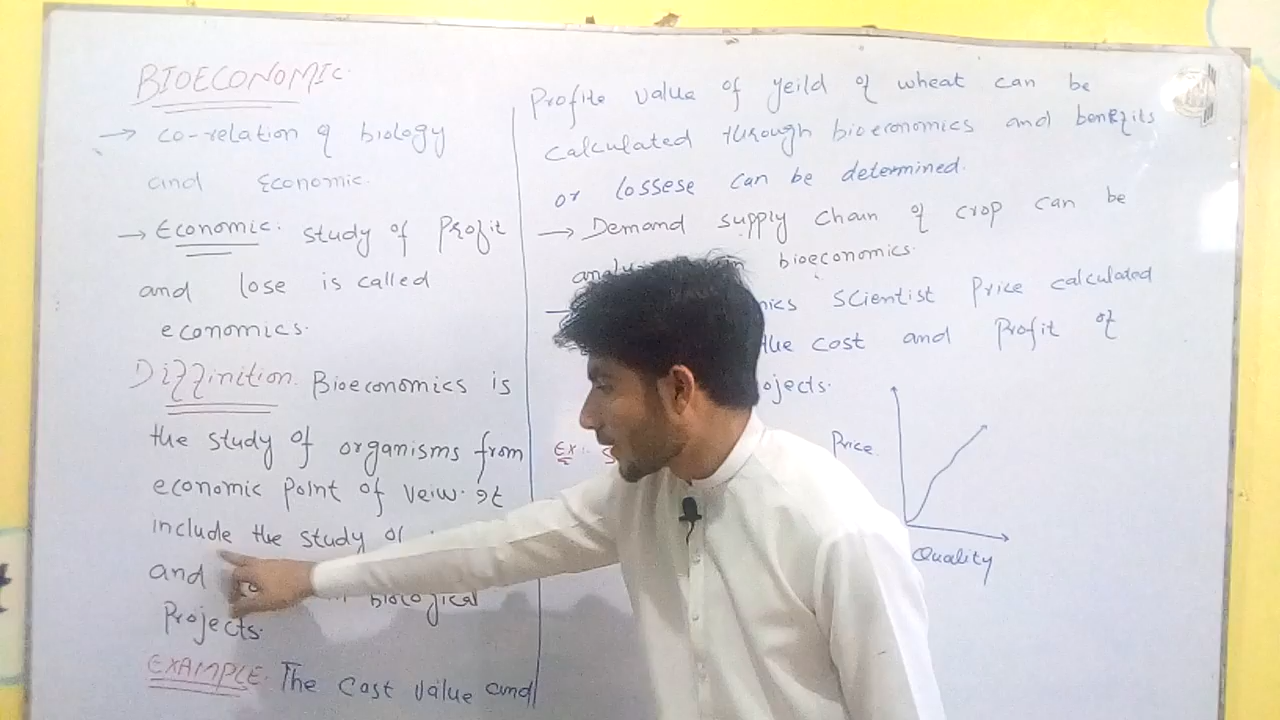 BIOECONOMIC.
→ co-relation of biology
and Economic.
→ Economic. study of Profit
and lose is called
economics.
Diffinition. Bioeconomics is
the study of organisms from
economic Point of veiw. It
include the study of
and biological
Projects.
EXAMPLE. The Cost value and
Profite value of yeild of wheat can be
calculated through bioeconomics and benefits
or lossese can be determined.
→ Demand supply chain of crop can be
bioeconomics.
scientist Price calculated
the cost and Profit of
Ex:-
Price
Quality